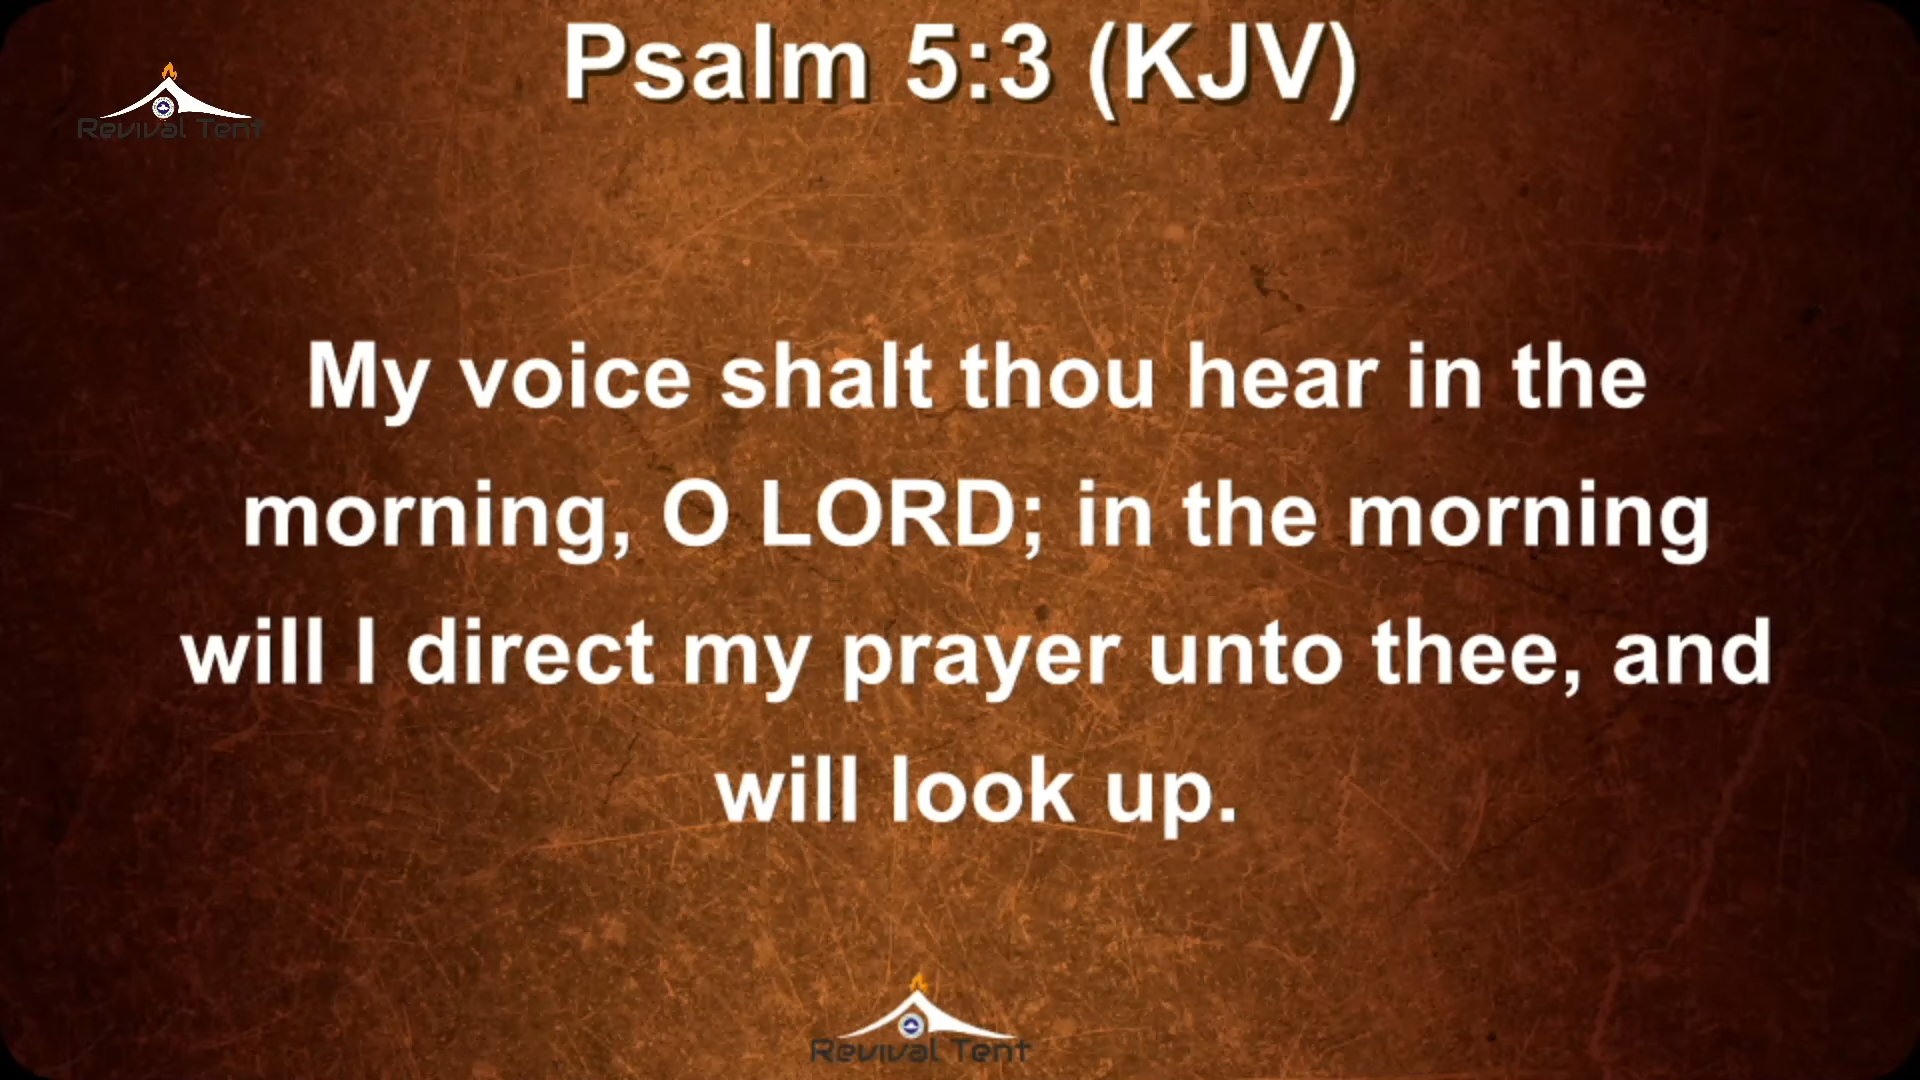 Psalm 5:3 (KJV)
Revival Tent
My voice shalt thou hear in the
morning, O LORD; in the morning
will I direct my prayer unto thee, and
will look up.
Revival Tent